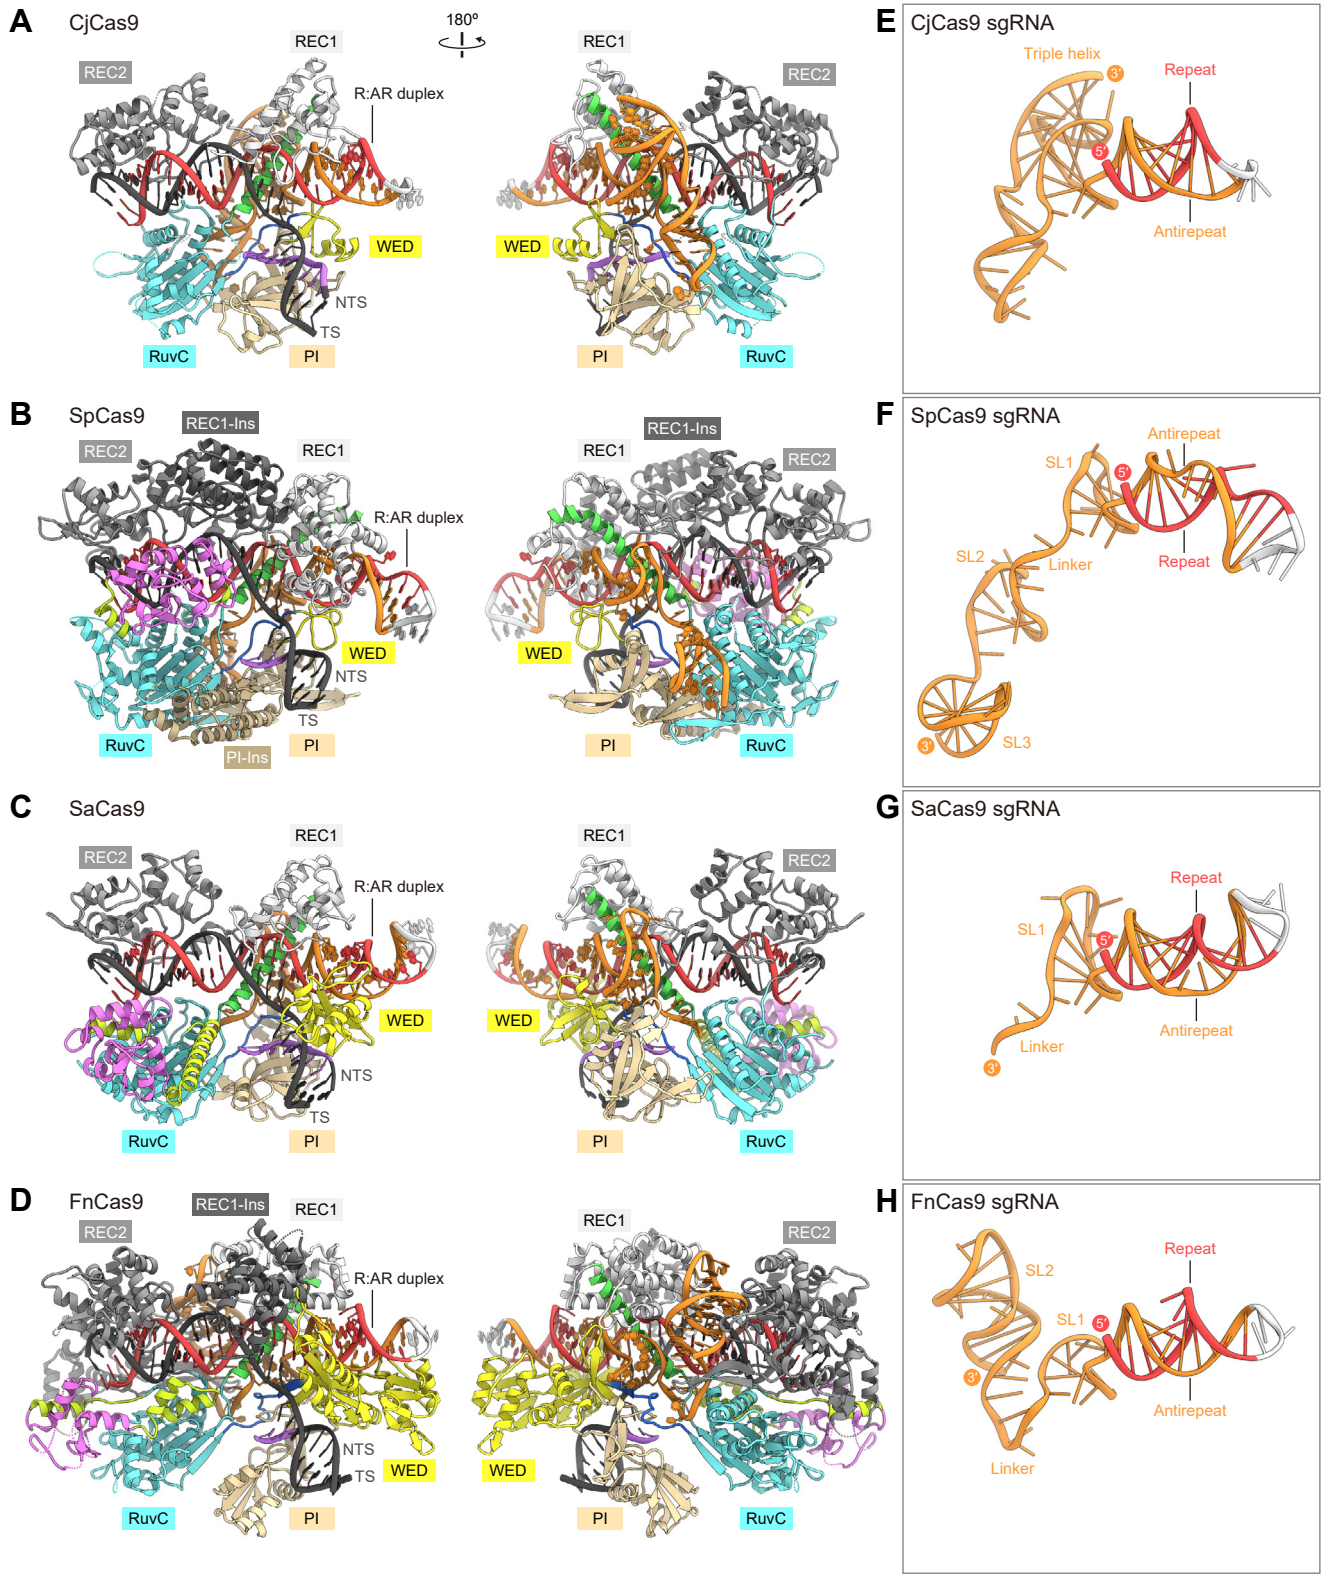 A
CjCas9
180º
REC1
REC2
R:AR duplex
WED
NTS
TS
RuvC
PI
REC1
REC2
WED
PI
RuvC
E
CjCas9 sgRNA
Triple helix
3′
Repeat
5′
Antirepeat
B
SpCas9
REC1-Ins
REC2
REC1
R:AR duplex
WED
NTS
TS
RuvC
PI
PI-Ins
REC1-Ins
REC1
REC2
WED
PI
RuvC
F
SpCas9 sgRNA
Antirepeat
SL1
5′
SL2
Linker
Repeat
3′
SL3
C
SaCas9
REC1
REC2
R:AR duplex
WED
NTS
TS
RuvC
PI
REC1
REC2
WED
PI
RuvC
G
SaCas9 sgRNA
Repeat
SL1
5′
Linker
Antirepeat
3′
D
FnCas9
REC1-Ins
REC1
REC2
R:AR duplex
NTS
TS
WED
RuvC
PI
REC1
REC2
WED
PI
RuvC
H
FnCas9 sgRNA
Repeat
SL2
SL1
5′
3′
Antirepeat
Linker